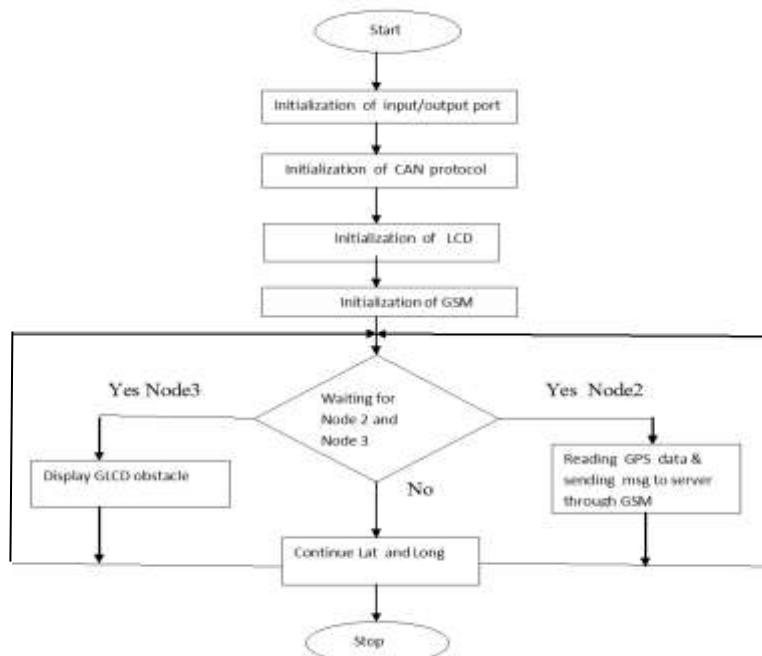 Start
Initialization of input/output port
Initialization of CAN protocol
Initialization of LCD
Initialization of GSM
Yes Node3
Waiting for
Node 2 and
Node 3
Yes Node2
Display GLCD obstacle
No
Reading GPS data &
sending msg to server
through GSM
Continue Lat and Long
Stop